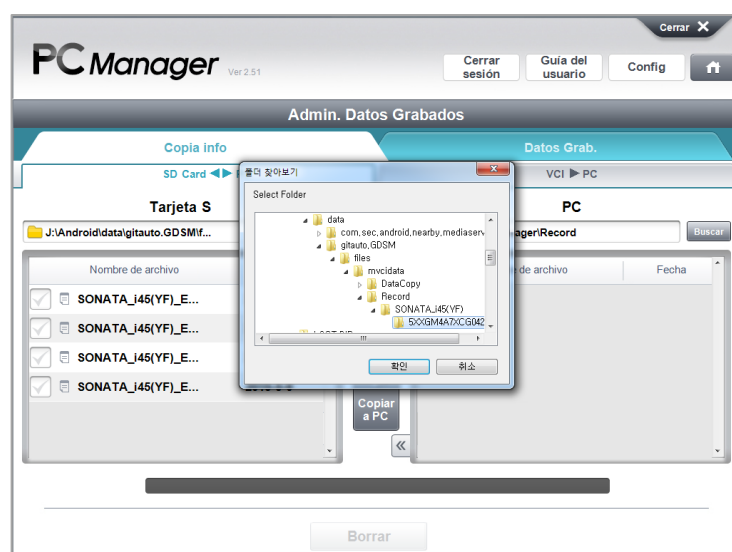 Cerrar X
PC Manager Ver 2.51
Cerrar sesión
Guía del usuario
Config
Admin. Datos Grabados
Copia info
Datos Grab.
SD Card
VCI ▶ PC
Tarjeta S
PC
J:\Android\data\gitauto.GDSM\f...
ager\Record
Buscar
Nombre de archivo
de archivo
Fecha
SONATA_i45(YF)_E...
SONATA_i45(YF)_E...
SONATA_i45(YF)_E...
SONATA_i45(YF)_E...
Copiar a PC
Borrar
폴더 찾아보기
Select Folder
data
com,sec,android,nearby,mediaserv
gitauto,GDSM
files
mvcidata
DataCopy
Record
SONATA_i45(YF)
5XXGM4A7XCG042
확인
취소